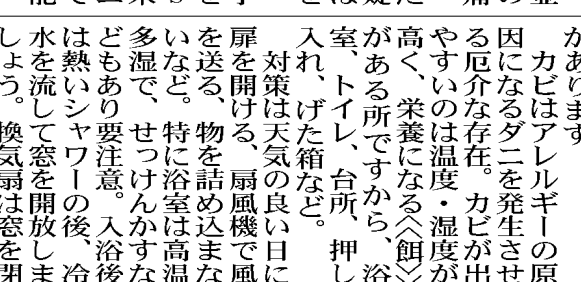 があります
カビはアレルギーの原
因になるダニを発生させ
る厄介な存在。カビが出
やすいのは温度・湿度が
高く、栄養になる〈餌〉
がある所ですから、浴
室、トイレ、台所、押し
入れ、げた箱など。
対策は天気の良い日に
扉を開ける、扇風機で風
を送る、物を詰め込まな
いなど。特に浴室は高温
多湿で、せっけんかすな
どもあり要注意。入浴後
は熱いシャワーの後、冷
水を流して窓を開放しま
しょう。換気扇は窓を閉